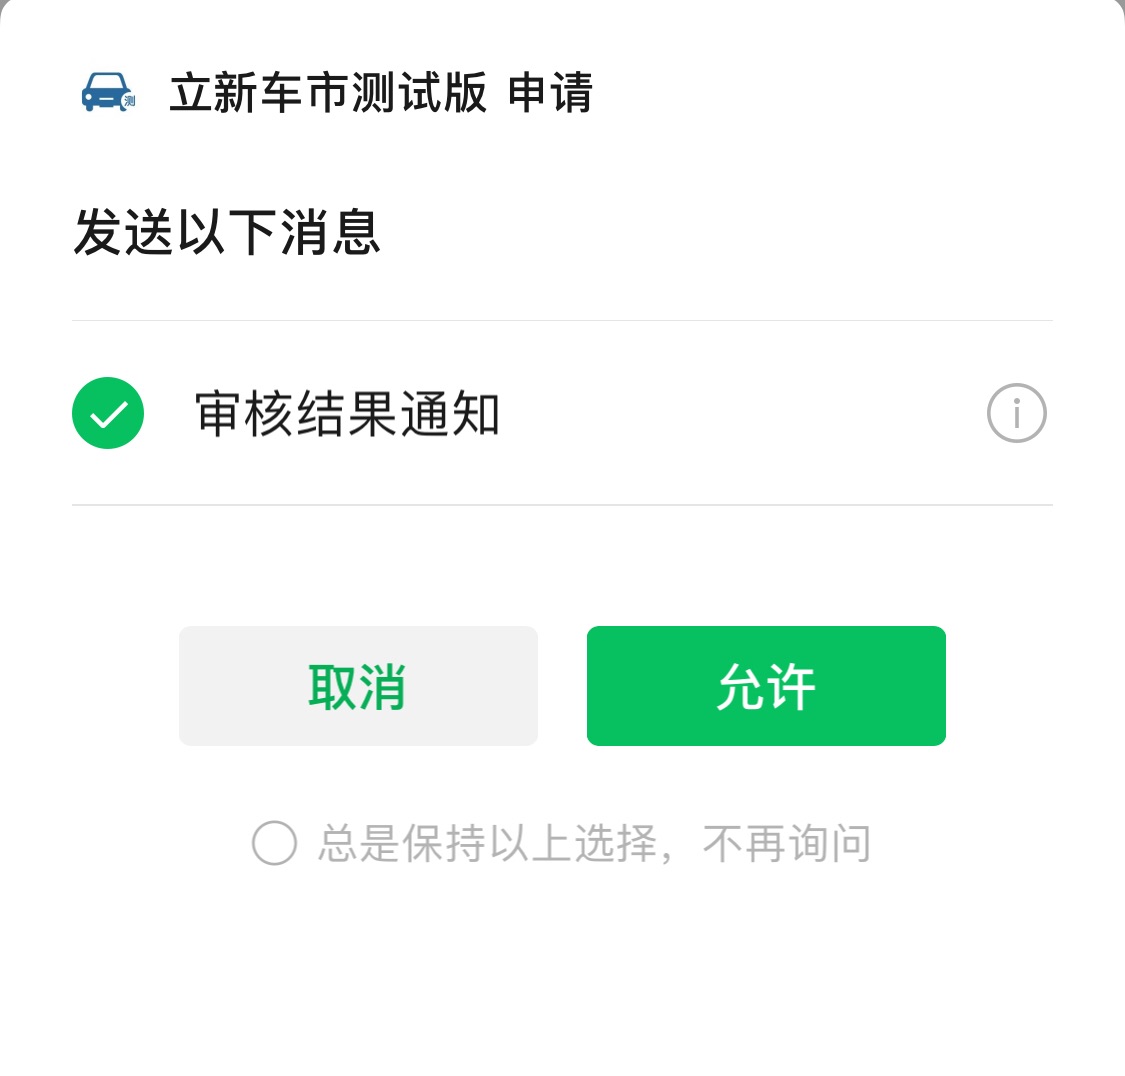 立新车市测试版 申请
发送以下消息
审核结果通知
取消
允许
总是保持以上选择，不再询问